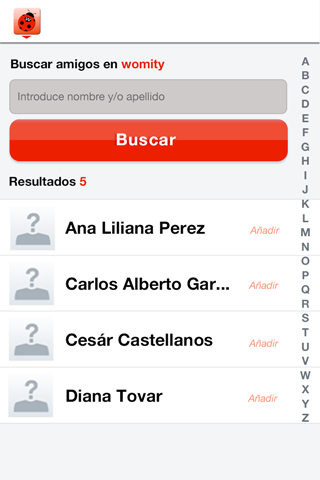 Buscar amigos en womity
Introduce nombre y/o apellido
Buscar
Resultados 5
Ana Liliana Perez Añadir
Carlos Alberto Gar... Añadir
Cesár Castellanos Añadir
Diana Tovar Añadir
A
B
C
D
E
F
G
H
I
J
K
L
M
N
O
P
Q
R
S
T
U
V
W
X
Y
Z